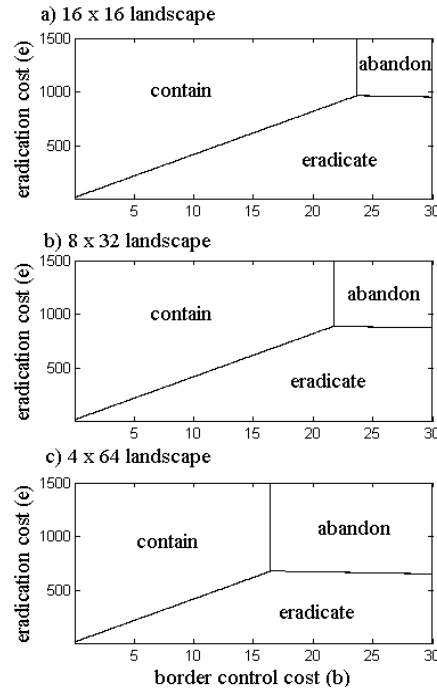 a) 16 x 16 landscape
eradication cost (e)
1500
1000
500
contain
abandon
eradicate
5 10 15 20 25 30
b) 8 x 32 landscape
eradication cost (e)
1500
1000
500
contain
abandon
eradicate
5 10 15 20 25 30
c) 4 x 64 landscape
eradication cost (e)
1500
1000
500
contain
abandon
eradicate
5 10 15 20 25 30
border control cost (b)